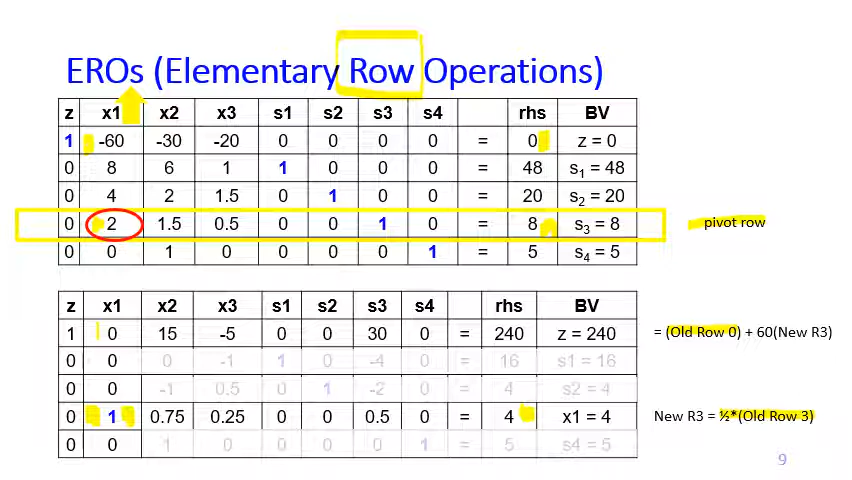 EROs (Elementary Row Operations)
z x1 x2 x3 s1 s2 s3 s4 rhs BV
1 -60 -30 -20 0 0 0 0 = 0 z = 0
0 8 6 1 1 0 0 0 = 48 s₁ = 48
0 4 2 1.5 0 1 0 0 = 20 s₂ = 20
0 2 1.5 0.5 0 0 1 0 = 8 s₃ = 8 pivot row
0 0 1 0 0 0 0 1 = 5 s₄ = 5
z x1 x2 x3 s1 s2 s3 s4 rhs BV
1 0 15 -5 0 0 30 0 = 240 z = 240 = (Old Row 0) + 60(New R3)
0 0 0 -1 1 0 -4 0 = 16 s1 = 16
0 0 -1 0.5 0 1 -2 0 = 4 s2 = 4
0 1 0.75 0.25 0 0 0.5 0 = 4 x1 = 4 New R3 = ½*(Old Row 3)
0 0 1 0 0 0 0 1 = 5 s4 = 5
9